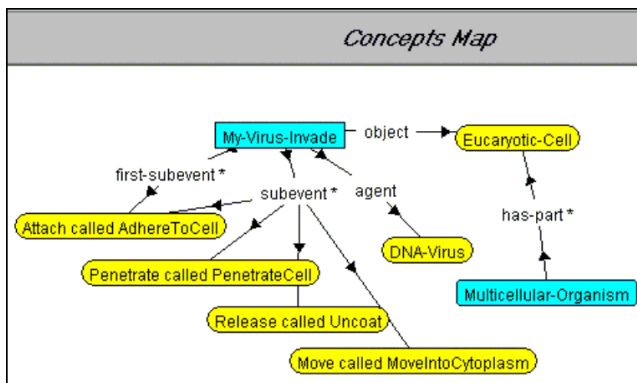 Concepts Map
My-Virus-Invade
object
Eucaryotic-Cell
first-subevent *
subevent *
agent
has-part *
Attach called AdhereToCell
DNA-Virus
Penetrate called PenetrateCell
Multicellular-Organism
Release called Uncoat
Move called MoveIntoCytoplasm